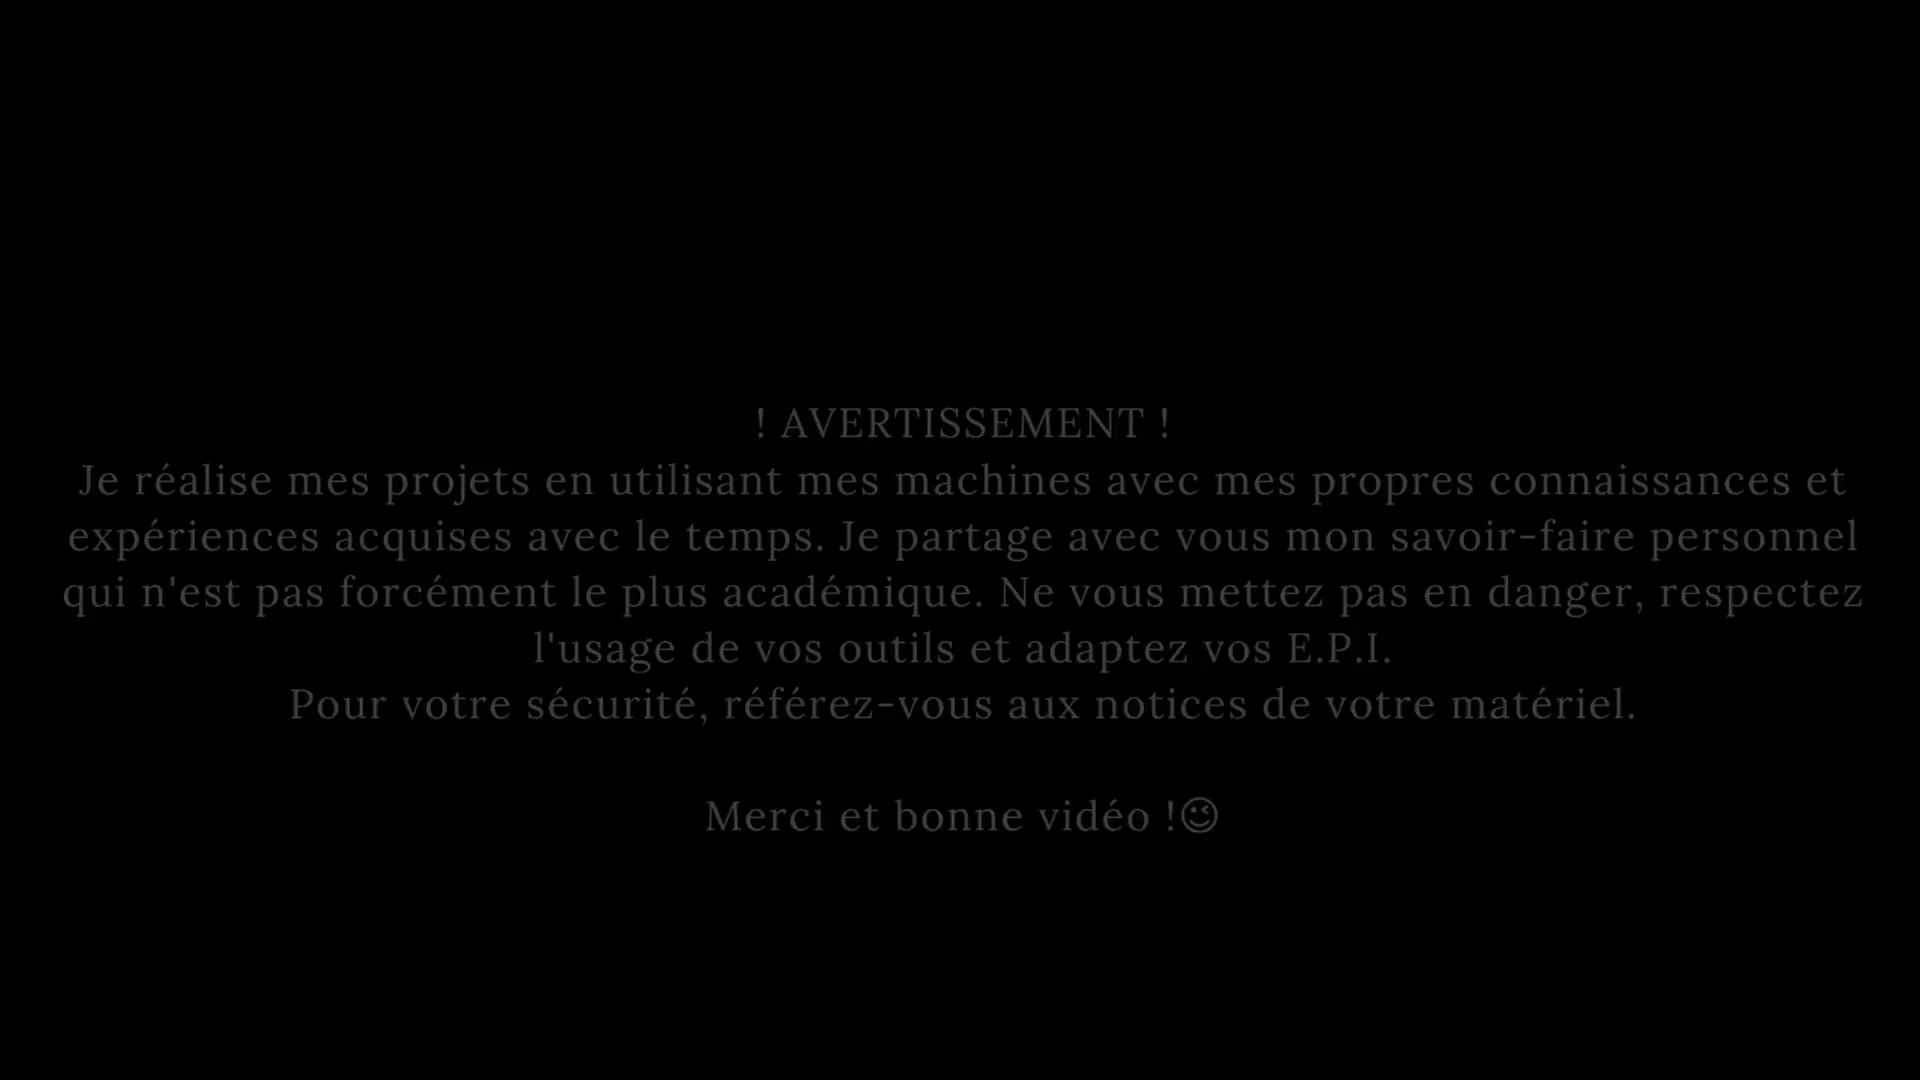 ! AVERTISSEMENT !
Je réalise mes projets en utilisant mes machines avec mes propres connaissances et
expériences acquises avec le temps. Je partage avec vous mon savoir-faire personnel
qui n'est pas forcément le plus académique. Ne vous mettez pas en danger, respectez
l'usage de vos outils et adaptez vos E.P.I.
Pour votre sécurité, référez-vous aux notices de votre matériel.
Merci et bonne vidéo !😉